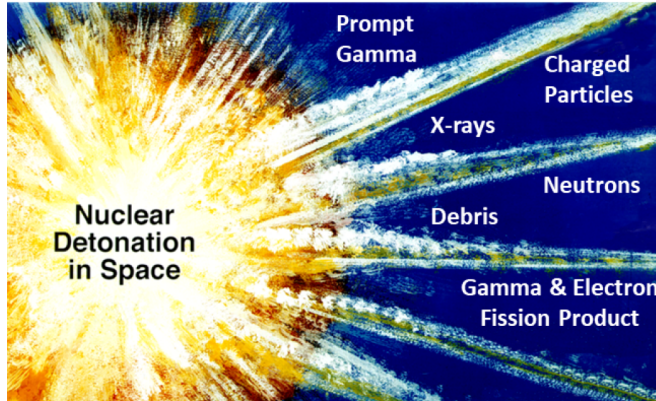 Prompt
Gamma
Charged
Particles
X-rays
Neutrons
Nuclear
Detonation
in Space
Debris
Gamma & Electron
Fission Product